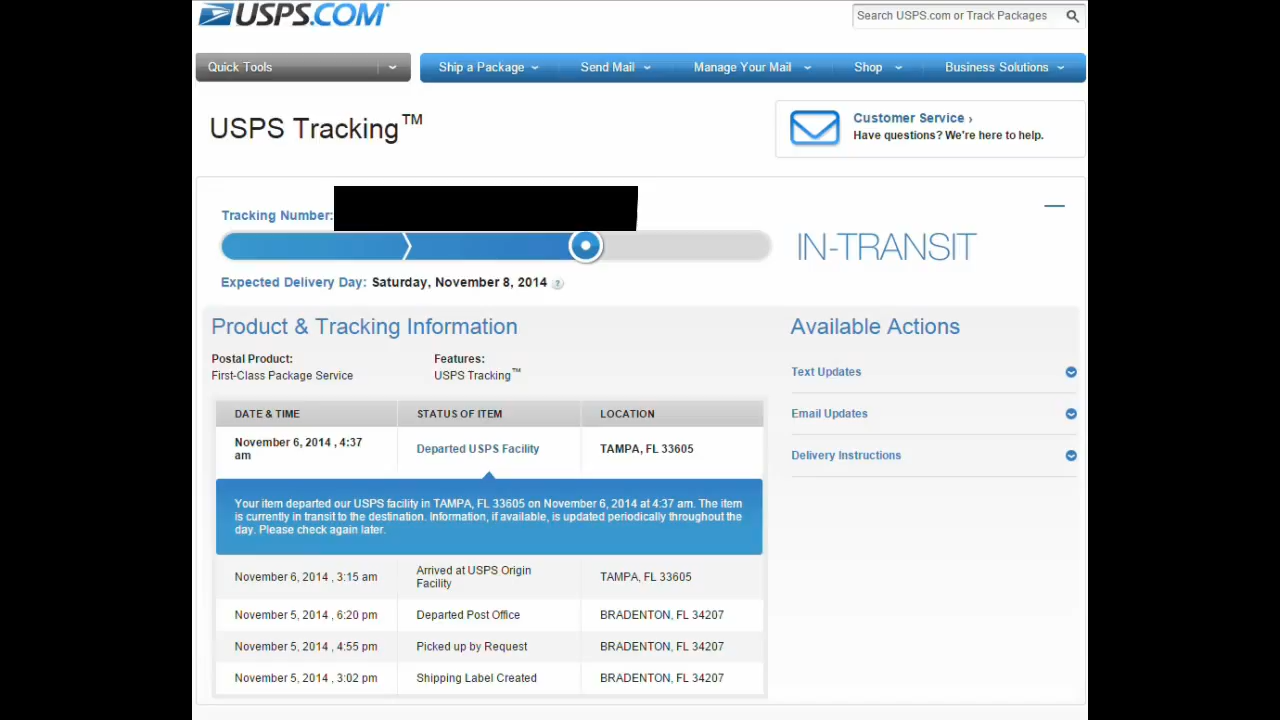 USPS.COM
Search USPS.com or Track Packages
Quick Tools
Ship a Package
Send Mail
Manage Your Mail
Shop
Business Solutions
USPS Tracking™
Customer Service ›
Have questions? We're here to help.
Tracking Number:
IN-TRANSIT
Expected Delivery Day: Saturday, November 8, 2014 ?
Product & Tracking Information
Available Actions
Postal Product:
First-Class Package Service
Features:
USPS Tracking™
Text Updates
Email Updates
Delivery Instructions
DATE & TIME STATUS OF ITEM LOCATION
November 6, 2014 , 4:37
am
Departed USPS Facility
TAMPA, FL 33605
Your item departed our USPS facility in TAMPA, FL 33605 on November 6, 2014 at 4:37 am. The item
is currently in transit to the destination. Information, if available, is updated periodically throughout the
day. Please check again later.
November 6, 2014 , 3:15 am
Arrived at USPS Origin
Facility
TAMPA, FL 33605
November 5, 2014 , 6:20 pm Departed Post Office BRADENTON, FL 34207
November 5, 2014 , 4:55 pm Picked up by Request BRADENTON, FL 34207
November 5, 2014 , 3:02 pm Shipping Label Created BRADENTON, FL 34207